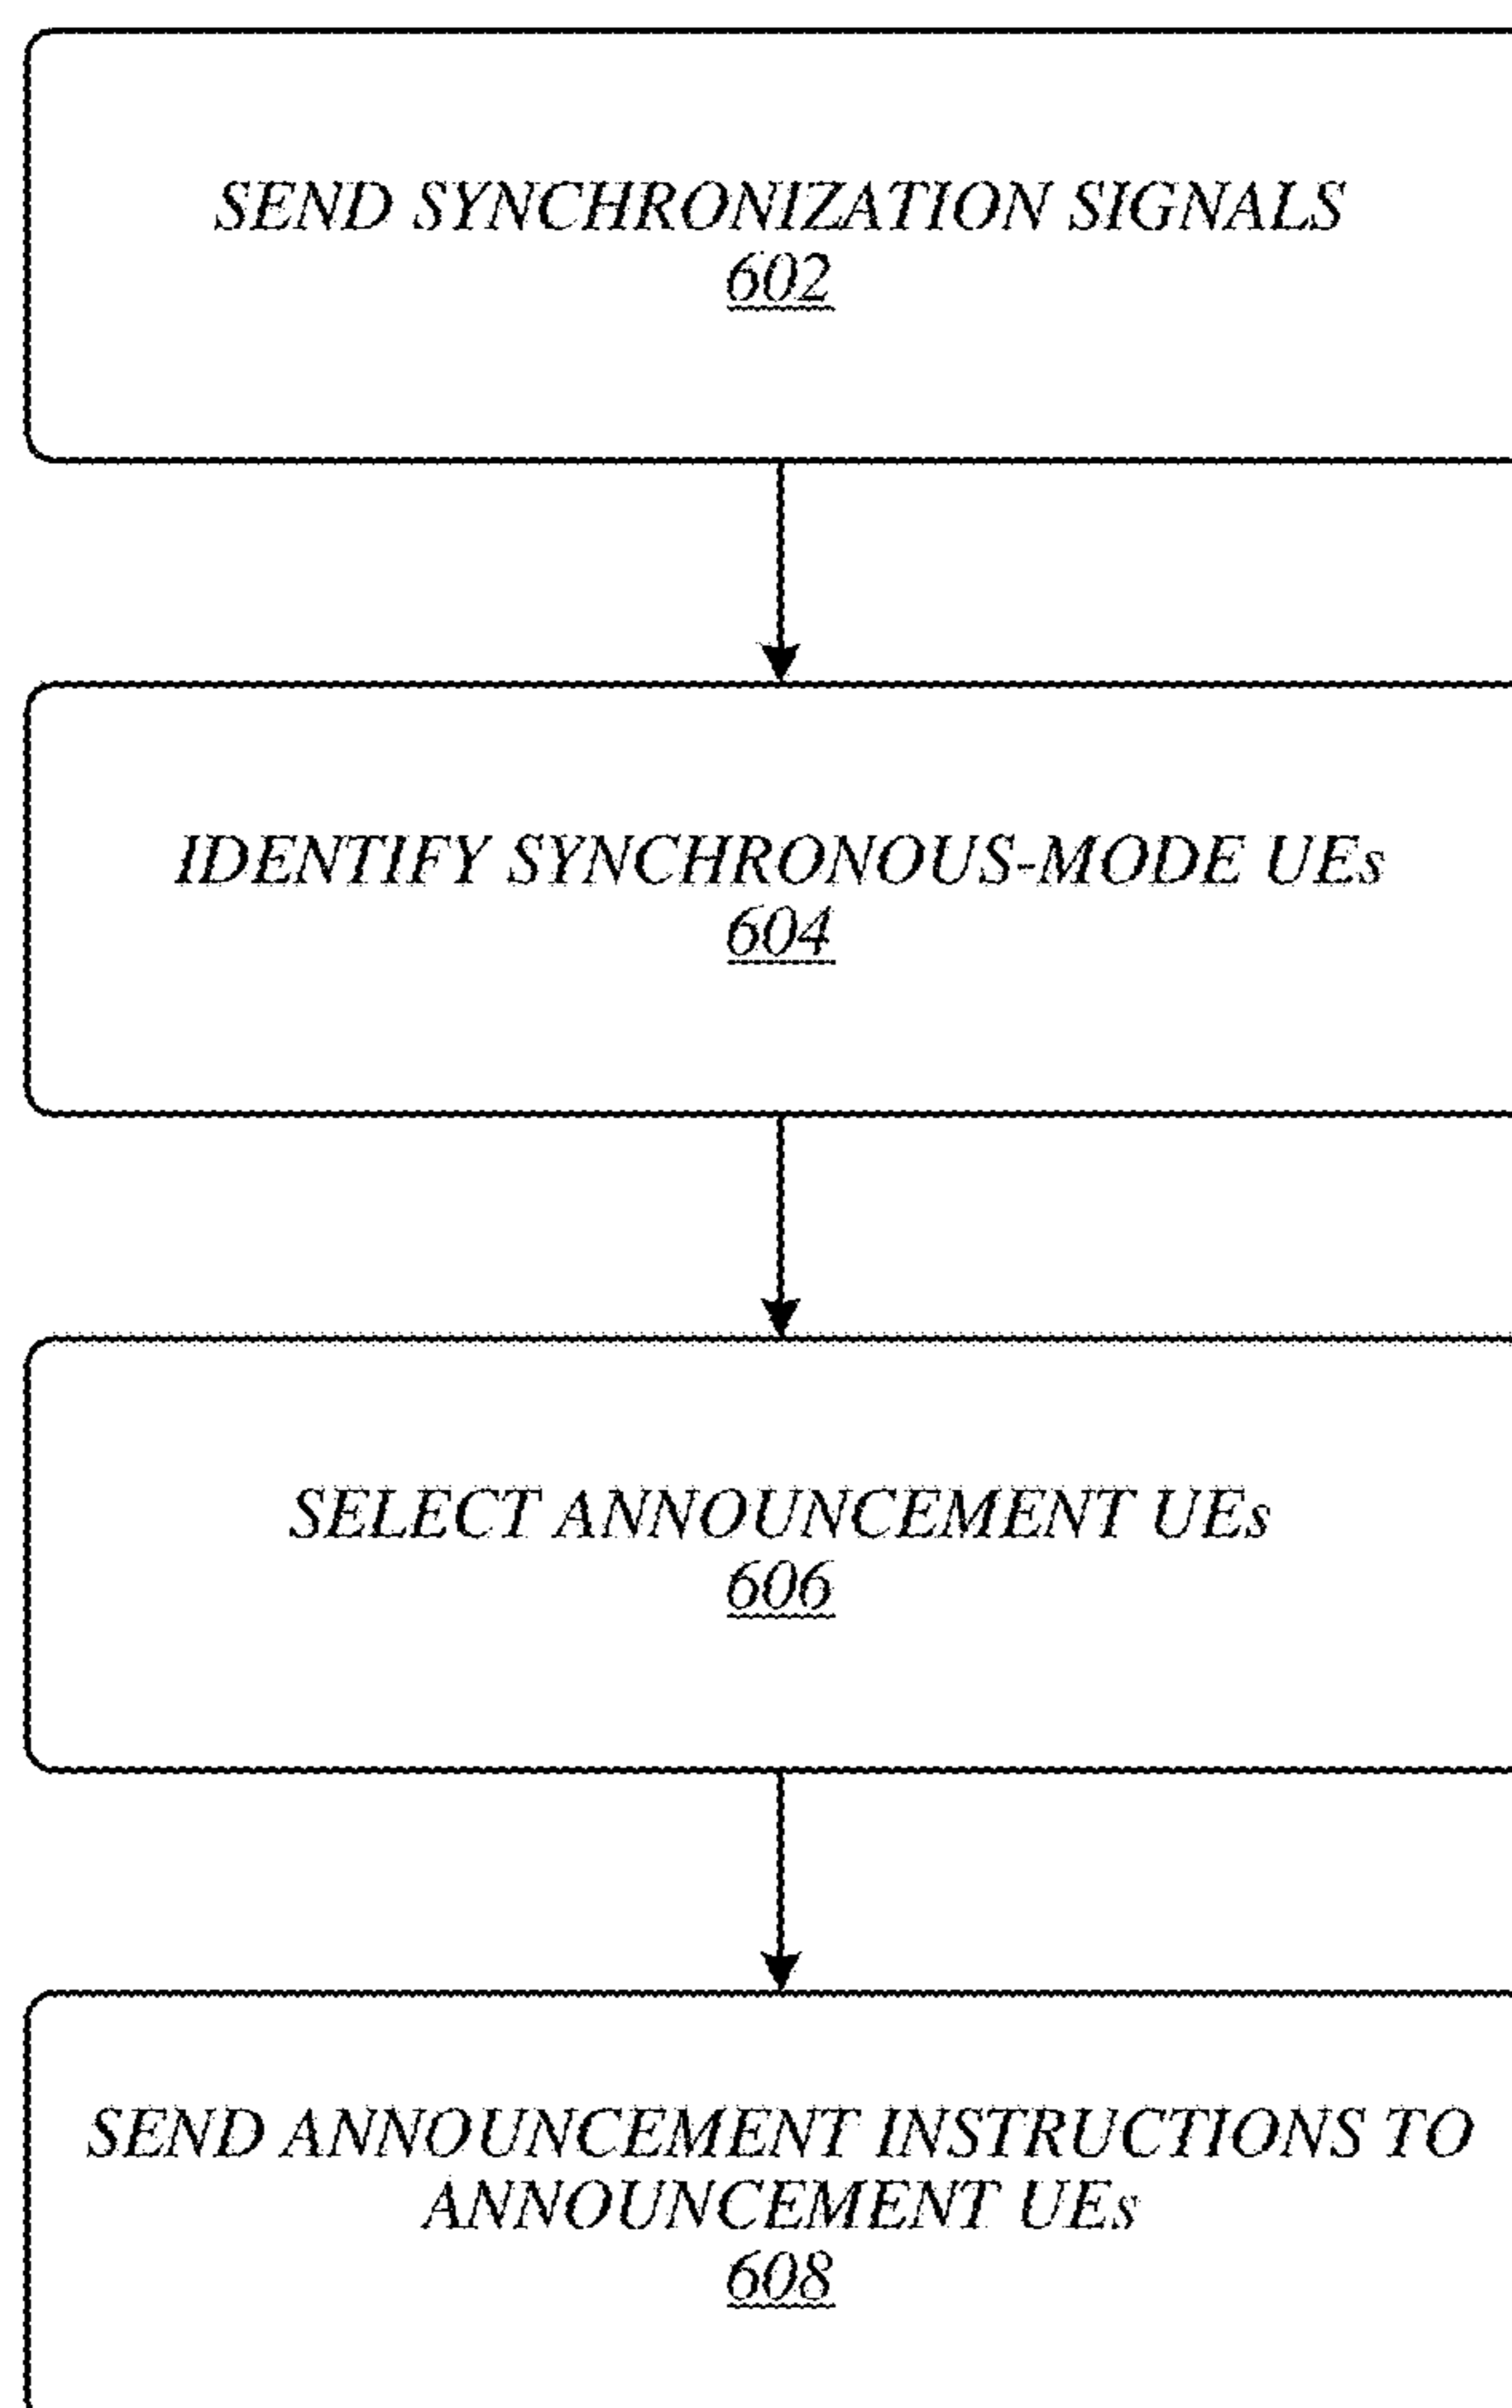 SEND SYNCHRONIZATION SIGNALS
602
IDENTIFY SYNCHRONOUS-MODE UEs
604
SELECT ANNOUNCEMENT UEs
606
SEND ANNOUNCEMENT INSTRUCTIONS TO
ANNOUNCEMENT UEs
608